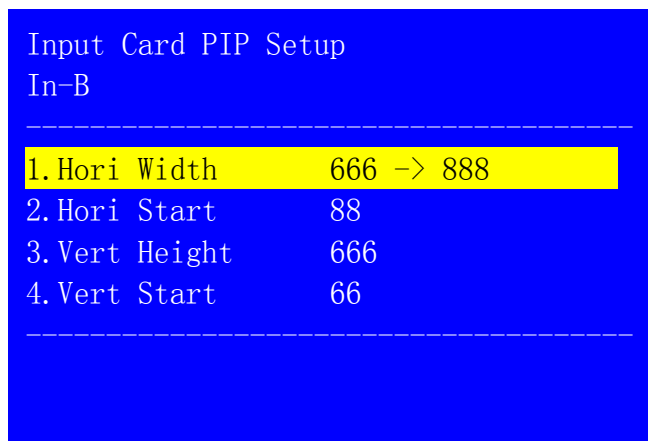 Input Card PIP Setup
In-B
--------------------------------------
1.Hori Width 666 -> 888
2.Hori Start 88
3.Vert Height 666
4.Vert Start 66
--------------------------------------